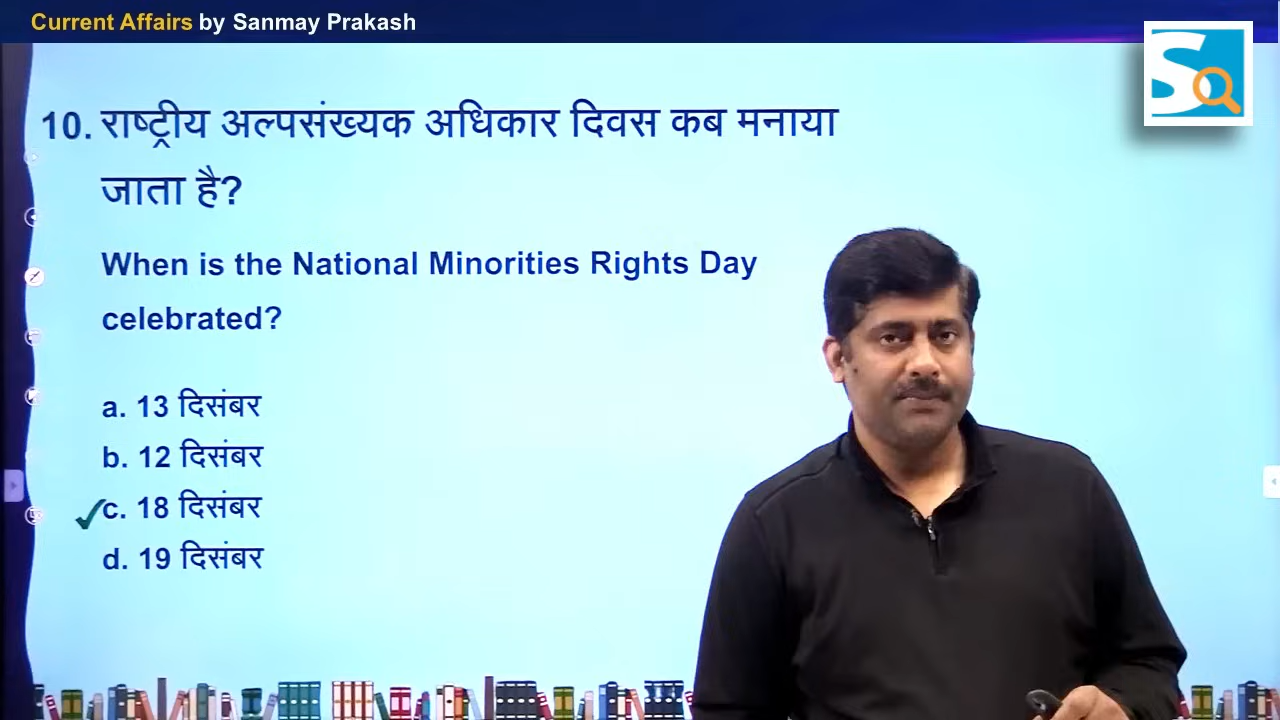 Current Affairs by Sanmay Prakash
SQ
10. राष्ट्रीय अल्पसंख्यक अधिकार दिवस कब मनाया
जाता है?
When is the National Minorities Rights Day
celebrated?
a. 13 दिसंबर
b. 12 दिसंबर
c. 18 दिसंबर
d. 19 दिसंबर